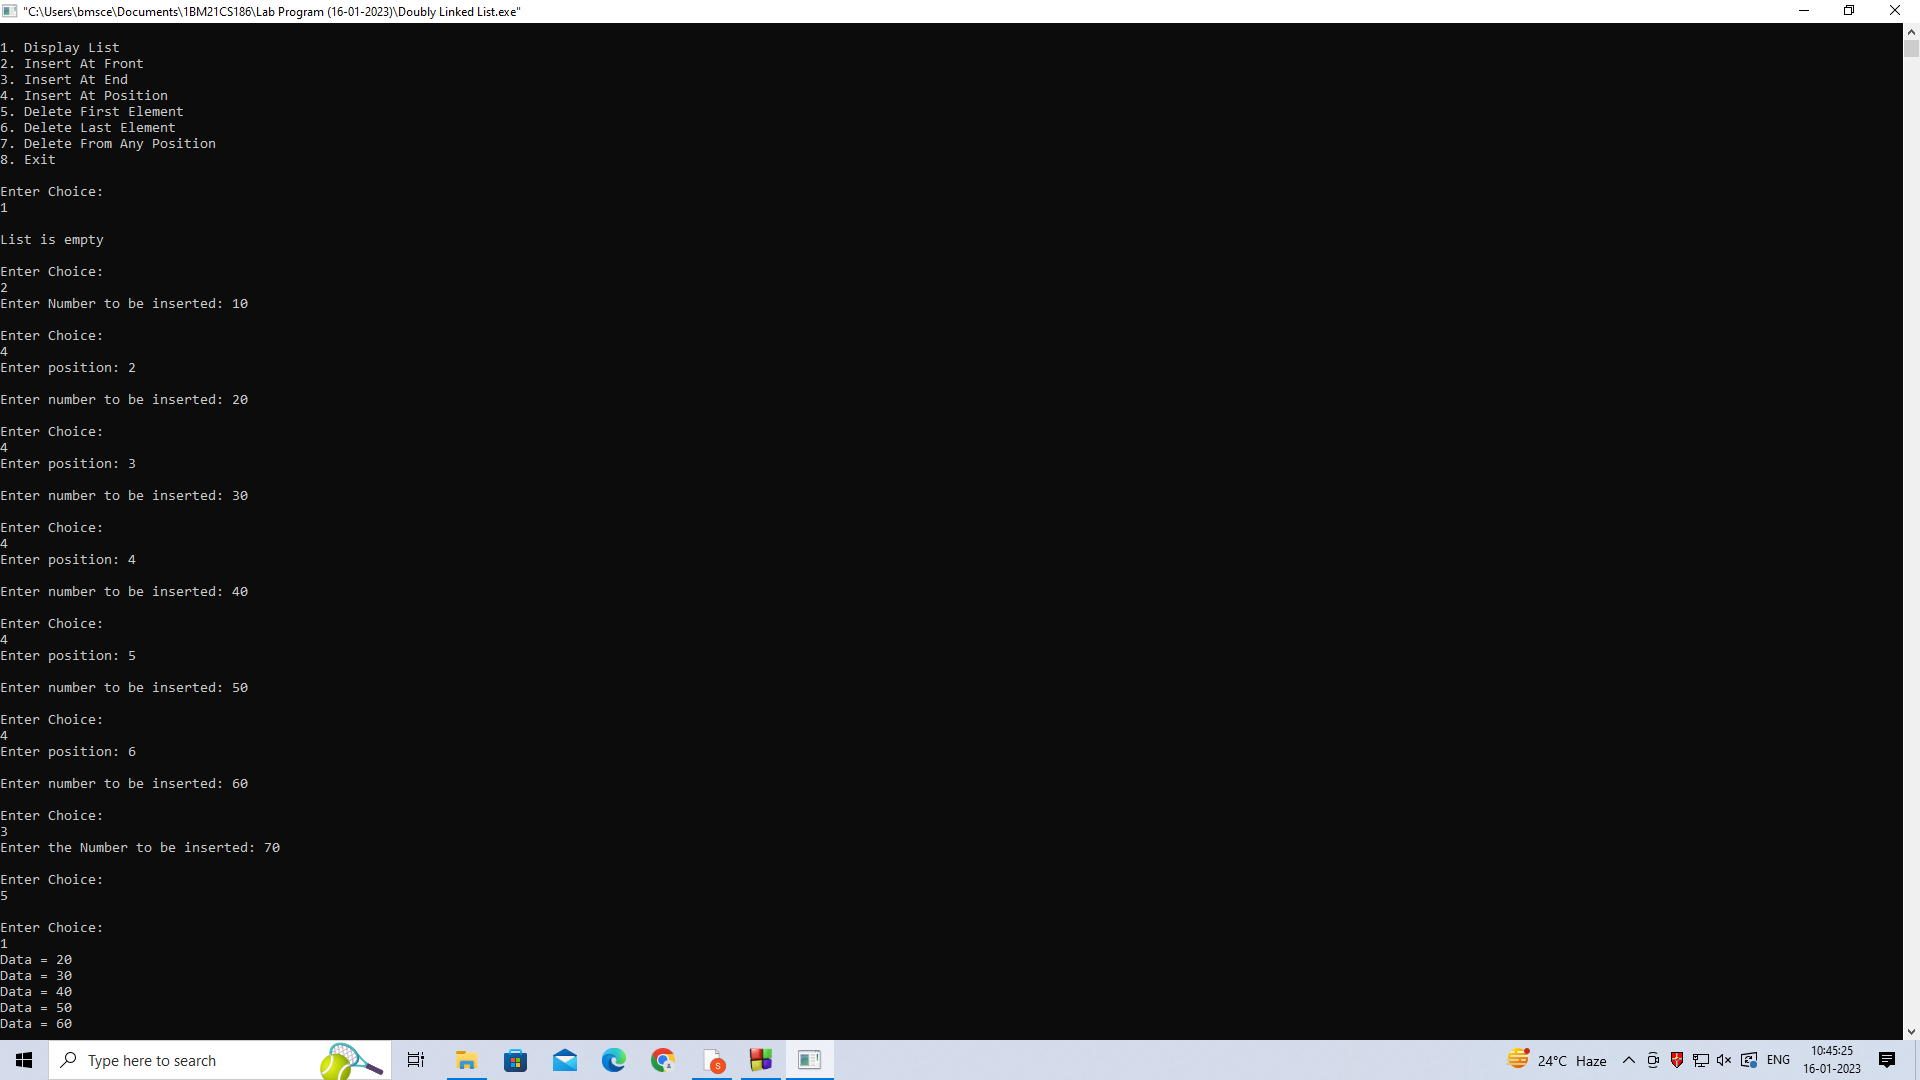 "C:\Users\bmsce\Documents\1BM21CS186\Lab Program (16-01-2023)\Doubly Linked List.exe"
1. Display List
2. Insert At Front
3. Insert At End
4. Insert At Position
5. Delete First Element
6. Delete Last Element
7. Delete From Any Position
8. Exit
Enter Choice:
1
List is empty
Enter Choice:
2
Enter Number to be inserted: 10
Enter Choice:
4
Enter position: 2
Enter number to be inserted: 20
Enter Choice:
4
Enter position: 3
Enter number to be inserted: 30
Enter Choice:
4
Enter position: 4
Enter number to be inserted: 40
Enter Choice:
4
Enter position: 5
Enter number to be inserted: 50
Enter Choice:
4
Enter position: 6
Enter number to be inserted: 60
Enter Choice:
3
Enter the Number to be inserted: 70
Enter Choice:
5
Enter Choice:
1
Data = 20
Data = 30
Data = 40
Data = 50
Data = 60
Type here to search
S
24°C Haze
ENG
10:45:25
16-01-2023